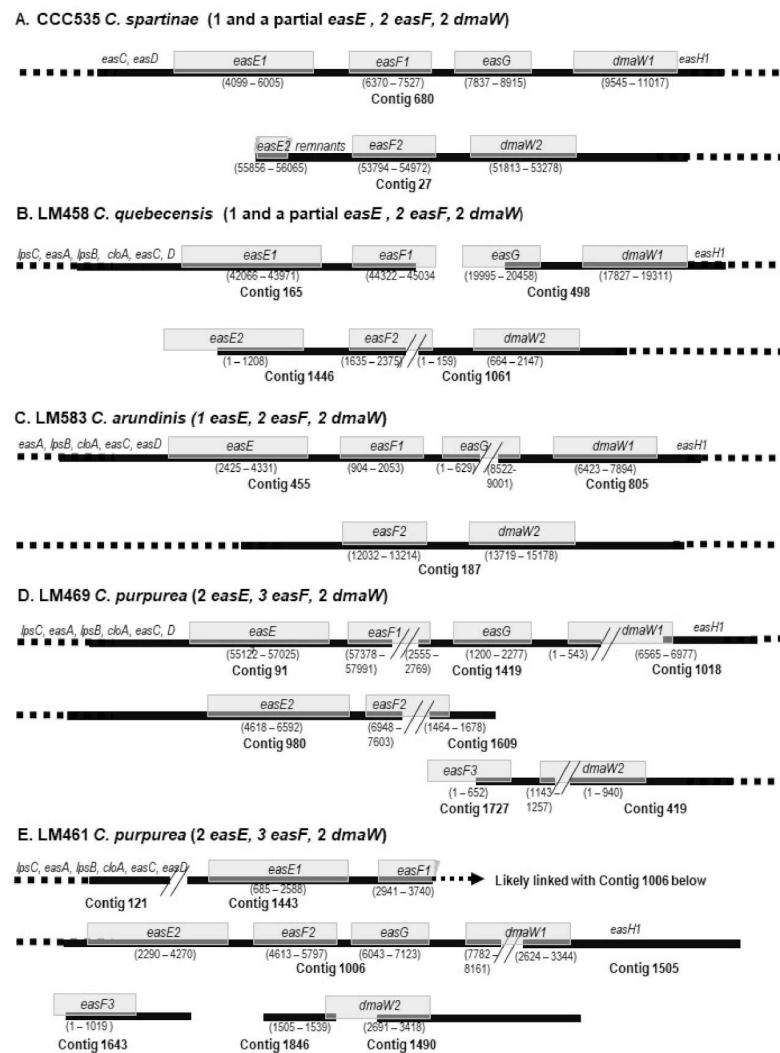 A. CCC535 C. spartinae (1 and a partial easE , 2 easF, 2 dmaW)
easC, easD easE1 easF1 easG dmaW1 easH1
(4099 – 6005) (6370 – 7527) (7837 – 8915) (9545 – 11017)
Contig 680
easE2 remnants easF2 dmaW2
(55856 – 56065) (53794 – 54972) (51813 – 53278)
Contig 27
B. LM458 C. quebecensis (1 and a partial easE , 2 easF, 2 dmaW)
lpsC, easA, lpsB, cloA, easC, D easE1 easF1 easG dmaW1 easH1
(42066 – 43971) (44322 – 45034 (19995 – 20458) (17827 – 19311)
Contig 165 Contig 498
easE2 easF2 dmaW2
(1 – 1208) (1635 – 2375) (1 – 159) (664 – 2147)
Contig 1446 Contig 1061
C. LM583 C. arundinis (1 easE, 2 easF, 2 dmaW)
easA, lpsB, cloA, easC, easD easE easF1 easG dmaW1 easH1
(2425 – 4331) (904 – 2053) (1 – 629) (8522- (6423 – 7894)
9001)
Contig 455 Contig 805
easF2 dmaW2
(12032 – 13214) (13719 – 15178)
Contig 187
D. LM469 C. purpurea (2 easE, 3 easF, 2 dmaW)
lpsC, easA, lpsB, cloA, easC, D easE easF1 easG dmaW1 easH1
(55122 – 57025) (57378 – (2555 – (1200 – 2277) (1 – 543) (6565 – 6977)
57991) 2769)
Contig 91 Contig 1419 Contig 1018
easE2 easF2
(4618 – 6592) (6948 – (1464 – 1678)
7603)
Contig 980 Contig 1609
easF3 dmaW2
(1 – 652) (1143 – (1 – 940)
1257)
Contig 1727 Contig 419
E. LM461 C. purpurea (2 easE, 3 easF, 2 dmaW)
lpsC, easA, lpsB, cloA, easC, easD easE1 easF1
(685 – 2588) (2941 – 3740) Likely linked with Contig 1006 below
Contig 121 Contig 1443
easE2 easF2 easG dmaW1 easH1
(2290 – 4270) (4613 – 5797) (6043 – 7123) (7782 – (2624 – 3344)
8161)
Contig 1006 Contig 1505
easF3 dmaW2
(1 – 1019 ) (1505 – 1539) (2691 – 3418)
Contig 1643 Contig 1846 Contig 1490